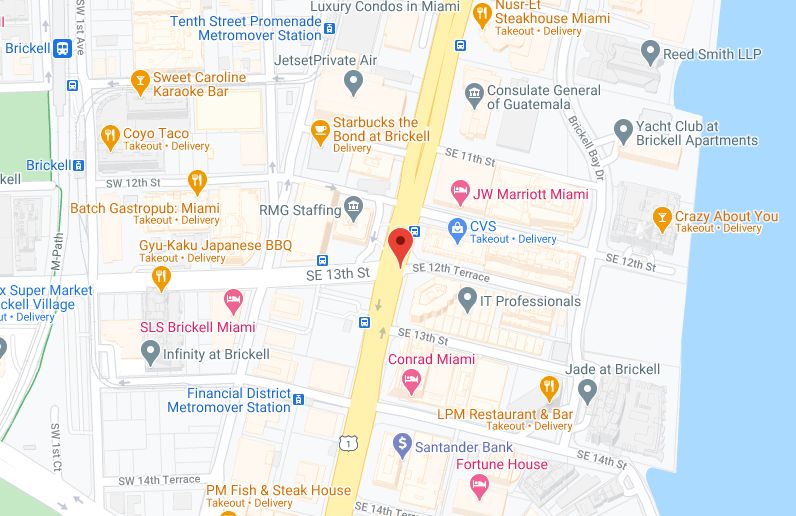 Luxury Condos in Miami
Nusr-Et
Steakhouse Miami
Takeout • Delivery
Tenth Street Promenade
Metromover Station
SW 1st Ave
Brickell
JetsetPrivate Air
Reed Smith LLP
Sweet Caroline
Karaoke Bar
Consulate General
of Guatemala
Starbucks the
Bond at Brickell
Delivery
Coyo Taco
Takeout • Delivery
Yacht Club at
Brickell Apartments
Brickell Bay Dr
SE 11th St
Brickell
ckell
SW 12th St
JW Marriott Miami
Batch Gastropub: Miami
Takeout • Delivery
RMG Staffing
Crazy About You
Takeout • Delivery
CVS
Takeout • Delivery
M-Path
Gyu-Kaku Japanese BBQ
Takeout • Delivery
SE 12th St
SE 13th St
SE 12th Terrace
x Super Market
ickell Village
ut • Delivery
IT Professionals
SLS Brickell Miami
SE 13th St
Infinity at Brickell
Conrad Miami
Jade at Brickell
Financial District
Metromover Station
LPM Restaurant & Bar
Takeout • Delivery
SW 1st Ct
1
Santander Bank
SE 14th St
Fortune House
SW 14th Terrace
PM Fish & Steak House
Takeout • Delivery
SE 14th Terrace